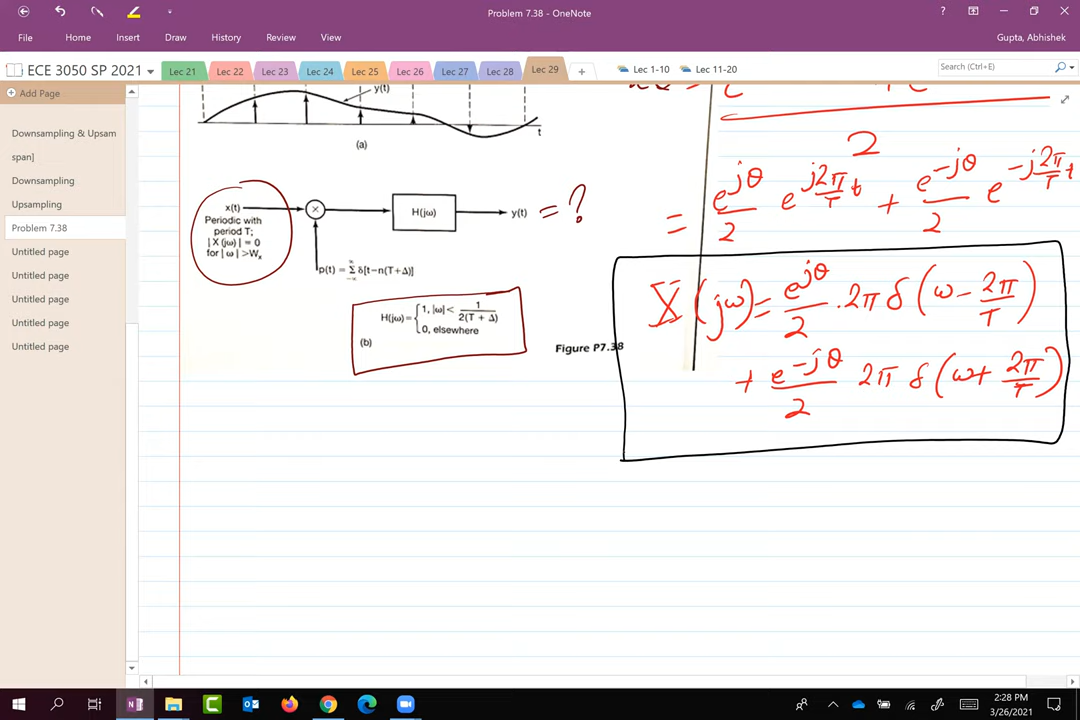 Problem 7.38 - OneNote
File Home Insert Draw History Review View
Gupta, Abhishek
ECE 3050 SP 2021
Lec 21 Lec 22 Lec 23 Lec 24 Lec 25 Lec 26 Lec 27 Lec 28 Lec 29
Lec 1-10 Lec 11-20
Search (Ctrl+E)
Add Page
Downsampling & Upsam
span]
Downsampling
Upsampling
Problem 7.38
Untitled page
Untitled page
Untitled page
Untitled page
Untitled page
y(t)
t
(a)
x(t)
Periodic with
period T;
|X(jω)| = 0
for |ω| >Wₓ
×
H(jω)
y(t) = ?
p(t) = Σ_{-∞}^{∞} δ[t−n(T+Δ)]
H(jω) = { 1, |ω| < 1/2(T + Δ)
0, elsewhere
(b)
Figure P7.38
2
= e^{jθ}/2 e^{j2π/T t} + e^{-jθ}/2 e^{-j2π/T t}
X(jω) = e^{jθ}/2 · 2π δ(ω − 2π/T)
+ e^{-jθ}/2 2π δ(ω + 2π/T)
2:28 PM
3/26/2021